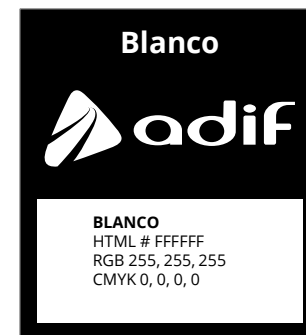 Blanco
adif
BLANCO
HTML # FFFFFF
RGB 255, 255, 255
CMYK 0, 0, 0, 0